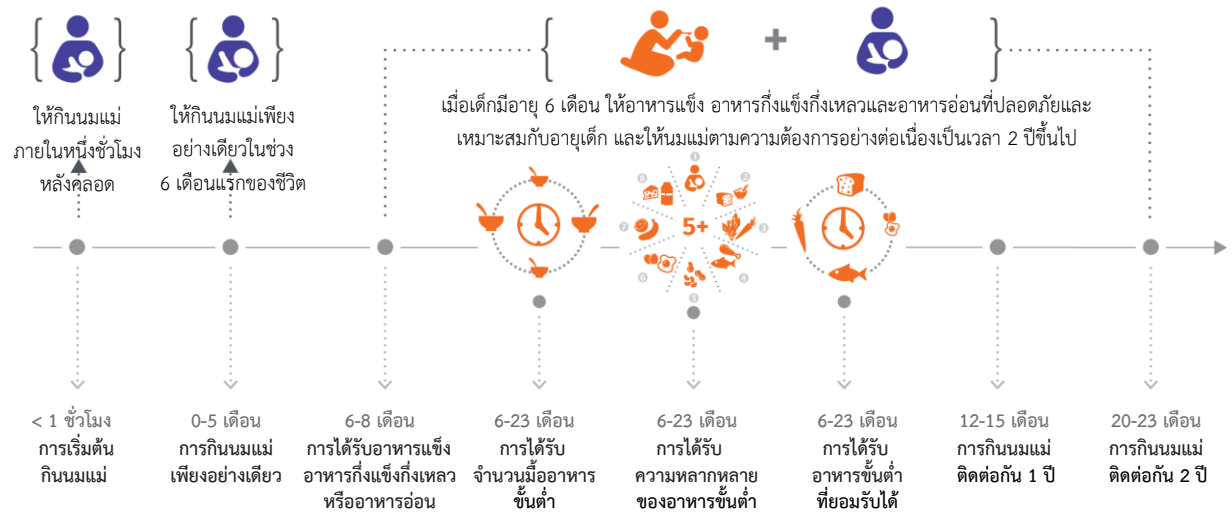 ให้กินนมแม่
ภายในหนึ่งชั่วโมง
หลังคลอด
ให้กินนมแม่เพียง
อย่างเดียวในช่วง
6 เดือนแรกของชีวิต
เมื่อเด็กมีอายุ 6 เดือน ให้อาหารแข็ง อาหารกึ่งแข็งกึ่งเหลวและอาหารอ่อนที่ปลอดภัยและ
เหมาะสมกับอายุเด็ก และให้นมแม่ตามความต้องการอย่างต่อเนื่องเป็นเวลา 2 ปีขึ้นไป
1
2
3
4
5
6
7
8
5+
< 1 ชั่วโมง
การเริ่มต้น
กินนมแม่
0-5 เดือน
การกินนมแม่
เพียงอย่างเดียว
6-8 เดือน
การได้รับอาหารแข็ง
อาหารกึ่งแข็งกึ่งเหลว
หรืออาหารอ่อน
6-23 เดือน
การได้รับ
จำนวนมื้ออาหาร
ขั้นต่ำ
6-23 เดือน
การได้รับ
ความหลากหลาย
ของอาหารขั้นต่ำ
6-23 เดือน
การได้รับ
อาหารขั้นต่ำ
ที่ยอมรับได้
12-15 เดือน
การกินนมแม่
ติดต่อกัน 1 ปี
20-23 เดือน
การกินนมแม่
ติดต่อกัน 2 ปี